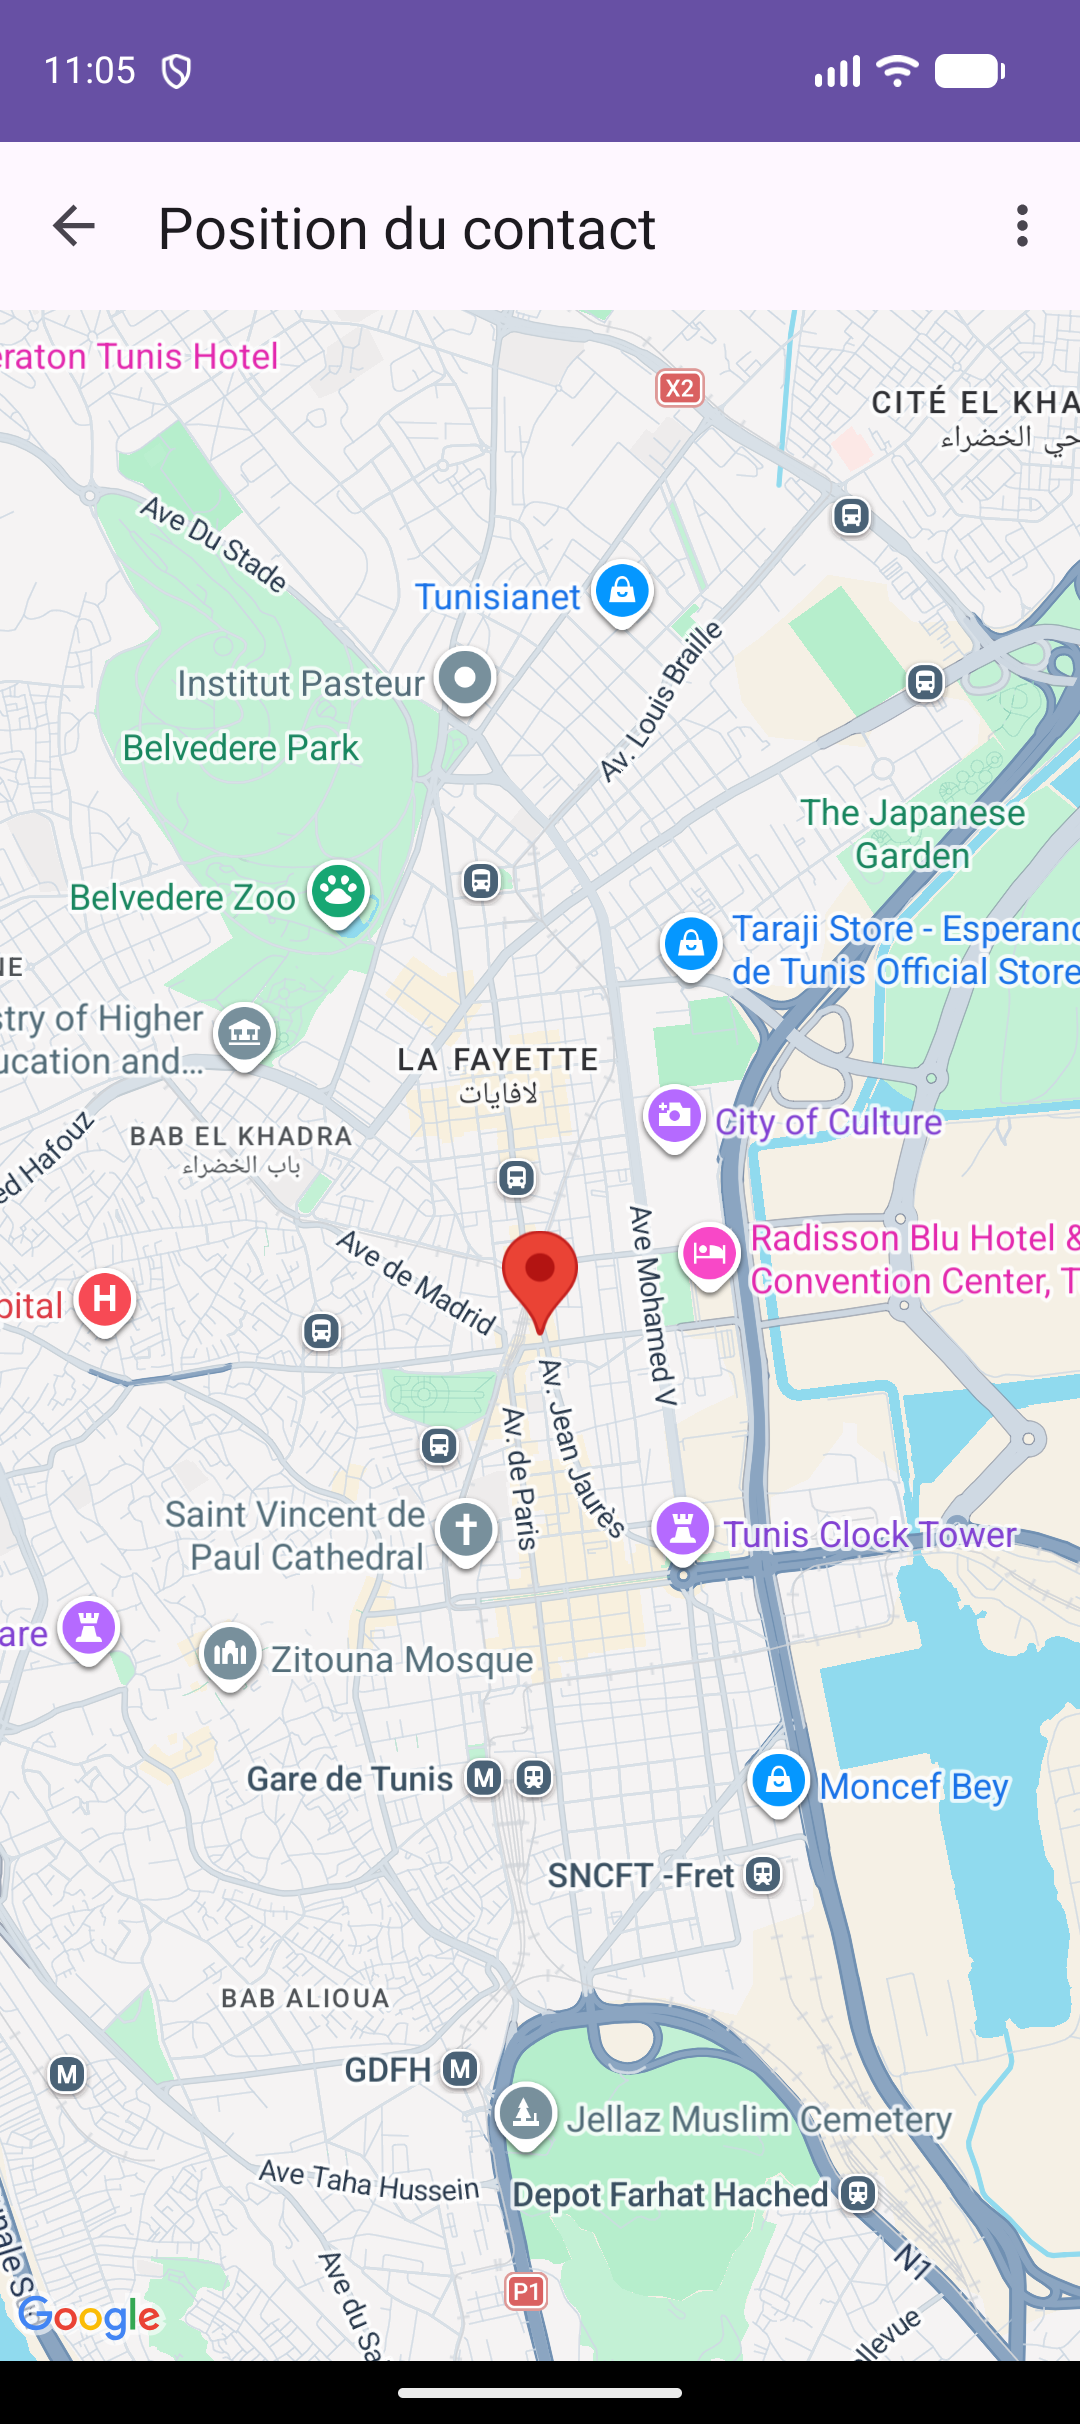 11:05
Position du contact
eraton Tunis Hotel
X2
CITÉ EL KHA
حي الخضراء
Ave Du Stade
Tunisianet
Av. Louis Braille
Institut Pasteur
Belvedere Park
The Japanese
Garden
Belvedere Zoo
Taraji Store - Esperanc
de Tunis Official Store
NE
stry of Higher
ucation and...
LA FAYETTE
لافايات
City of Culture
BAB EL KHADRA
باب الخضراء
ed Hafouz
Ave de Madrid
Ave Mohamed V
Radisson Blu Hotel &
Convention Center, T
pital
H
Av. Jean Jaurès
Av. de Paris
Saint Vincent de
Paul Cathedral
Tunis Clock Tower
are
Zitouna Mosque
Gare de Tunis M
Moncef Bey
SNCFT -Fret
BAB ALIOUA
M
GDFH M
Jellaz Muslim Cemetery
Ave Taha Hussein
Depot Farhat Hached
N1
P1
Ave du Sa
nale S
Google
llevue